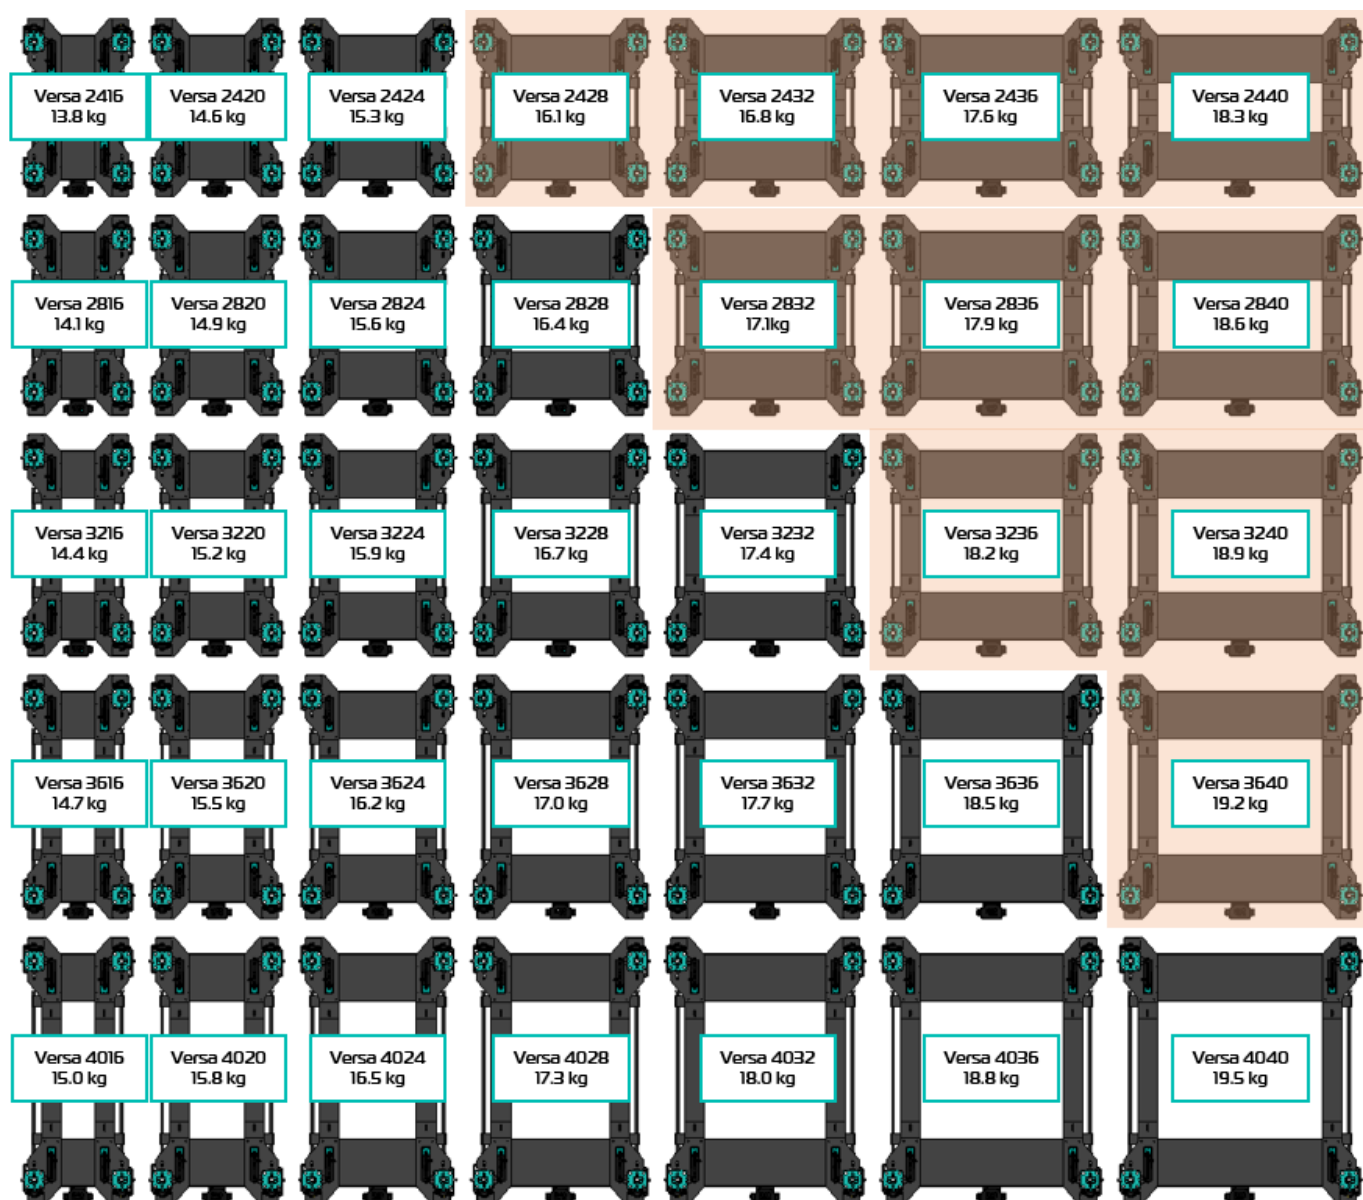 Versa 2416
13.8 kg
Versa 2420
14.6 kg
Versa 2424
15.3 kg
Versa 2428
16.1 kg
Versa 2432
16.8 kg
Versa 2436
17.6 kg
Versa 2440
18.3 kg
Versa 2816
14.1 kg
Versa 2820
14.9 kg
Versa 2824
15.6 kg
Versa 2828
16.4 kg
Versa 2832
17.1kg
Versa 2836
17.9 kg
Versa 2840
18.6 kg
Versa 3216
14.4 kg
Versa 3220
15.2 kg
Versa 3224
15.9 kg
Versa 3228
16.7 kg
Versa 3232
17.4 kg
Versa 3236
18.2 kg
Versa 3240
18.9 kg
Versa 3616
14.7 kg
Versa 3620
15.5 kg
Versa 3624
16.2 kg
Versa 3628
17.0 kg
Versa 3632
17.7 kg
Versa 3636
18.5 kg
Versa 3640
19.2 kg
Versa 4016
15.0 kg
Versa 4020
15.8 kg
Versa 4024
16.5 kg
Versa 4028
17.3 kg
Versa 4032
18.0 kg
Versa 4036
18.8 kg
Versa 4040
19.5 kg